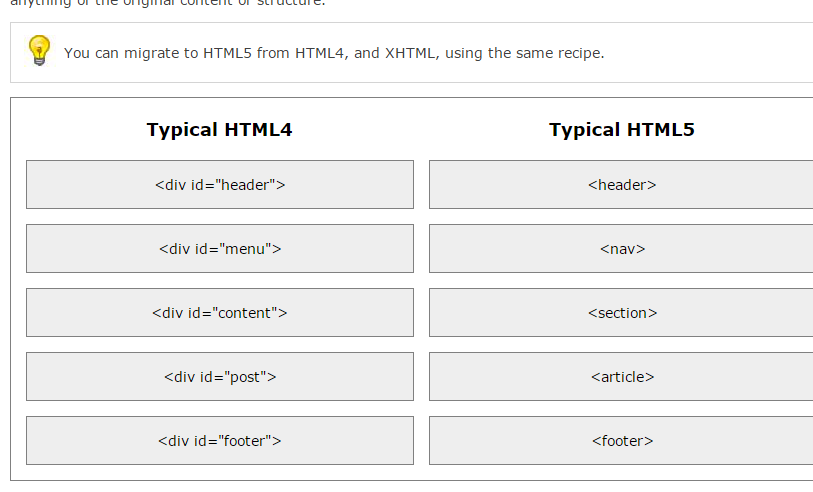 anything of the original content or structure.
You can migrate to HTML5 from HTML4, and XHTML, using the same recipe.
Typical HTML4 Typical HTML5
<div id="header"> <header>
<div id="menu"> <nav>
<div id="content"> <section>
<div id="post"> <article>
<div id="footer"> <footer>